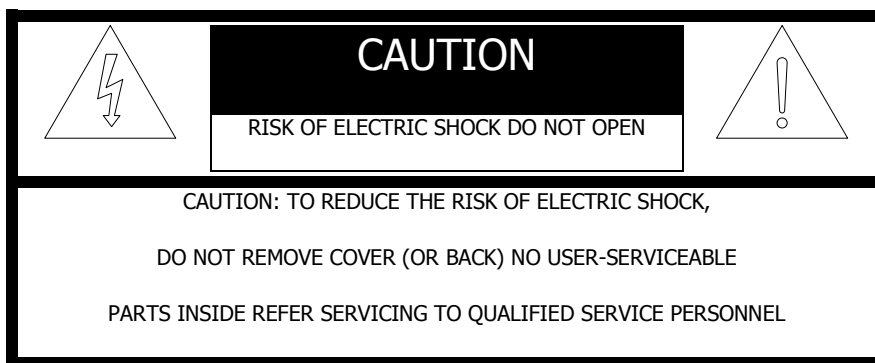 CAUTION
RISK OF ELECTRIC SHOCK DO NOT OPEN
CAUTION: TO REDUCE THE RISK OF ELECTRIC SHOCK,
DO NOT REMOVE COVER (OR BACK) NO USER-SERVICEABLE
PARTS INSIDE REFER SERVICING TO QUALIFIED SERVICE PERSONNEL